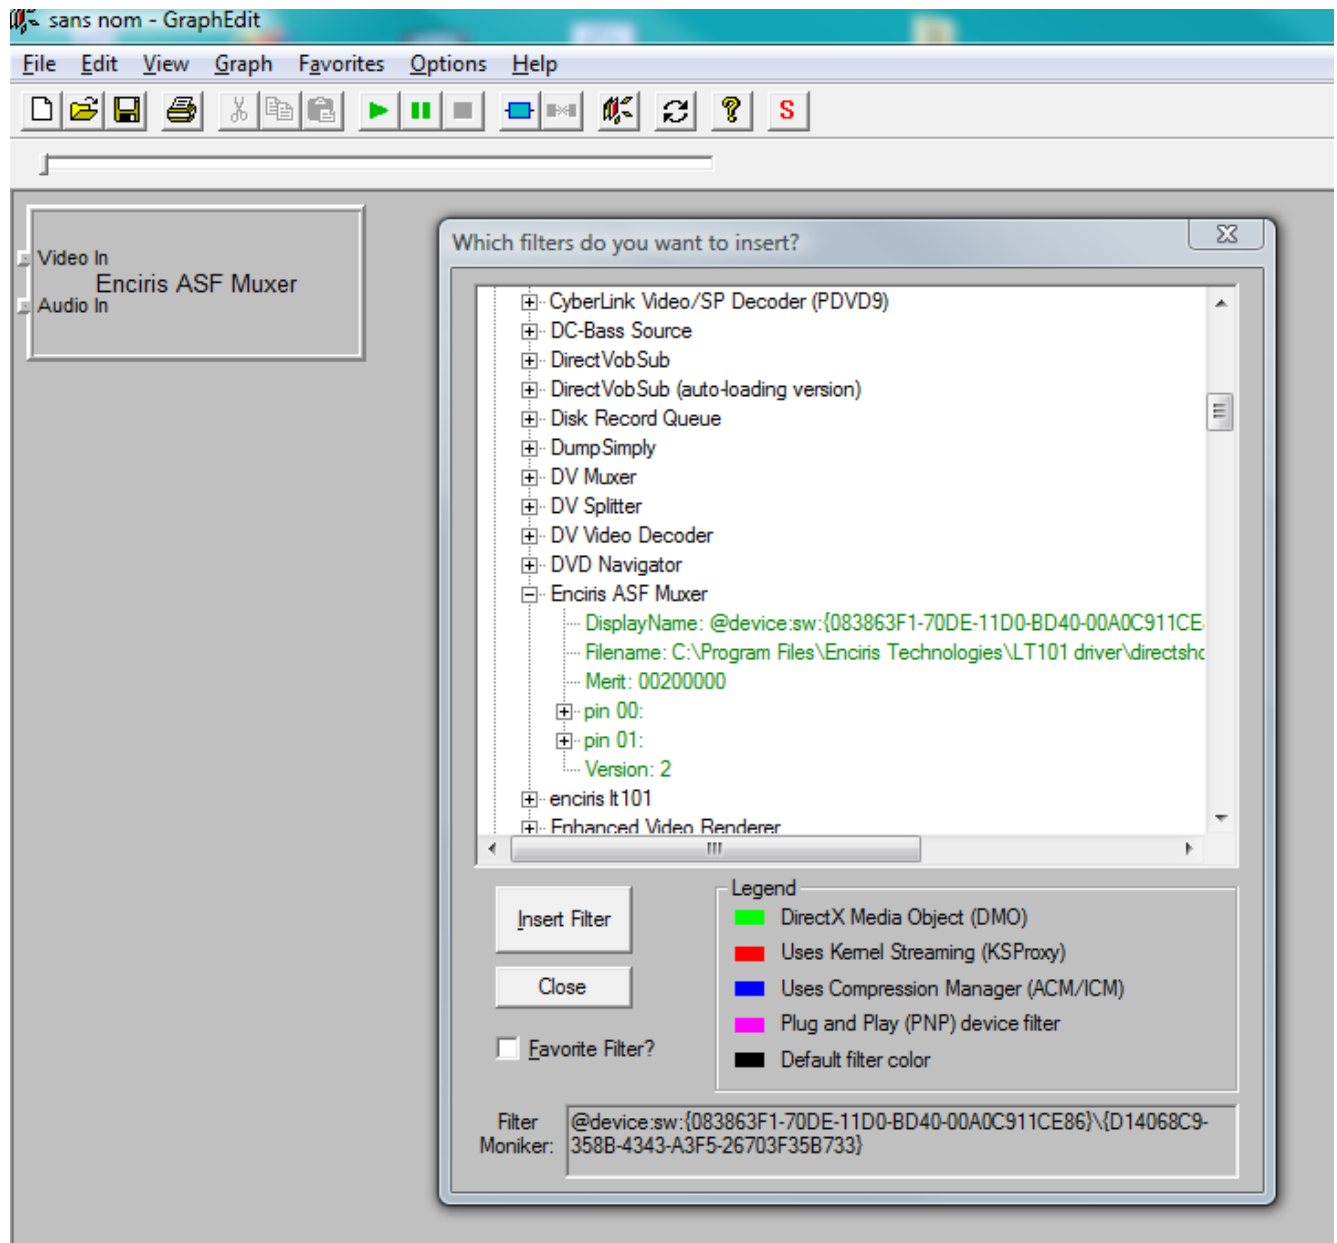 sans nom - GraphEdit
File Edit View Graph Favorites Options Help
S
Video In
Enciris ASF Muxer
Audio In
Which filters do you want to insert?
CyberLink Video/SP Decoder (PDVD9)
DC-Bass Source
DirectVobSub
DirectVobSub (auto-loading version)
Disk Record Queue
DumpSimply
DV Muxer
DV Splitter
DV Video Decoder
DVD Navigator
Enciris ASF Muxer
DisplayName: @device:sw:{083863F1-70DE-11D0-BD40-00A0C911CE
Filename: C:\Program Files\Enciris Technologies\LT101 driver\directsho
Merit: 00200000
pin 00:
pin 01:
Version: 2
enciris lt101
Enhanced Video Renderer
Insert Filter
Close
Favorite Filter?
Legend
DirectX Media Object (DMO)
Uses Kernel Streaming (KSProxy)
Uses Compression Manager (ACM/ICM)
Plug and Play (PNP) device filter
Default filter color
Filter Moniker:
@device:sw:{083863F1-70DE-11D0-BD40-00A0C911CE86}\{D14068C9-
358B-4343-A3F5-26703F35B733}